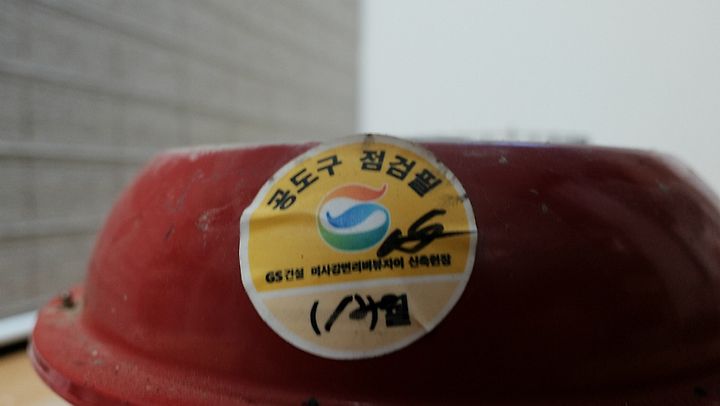 공도구 점검필
GS건설 미사강변리버뷰자이 신축현장